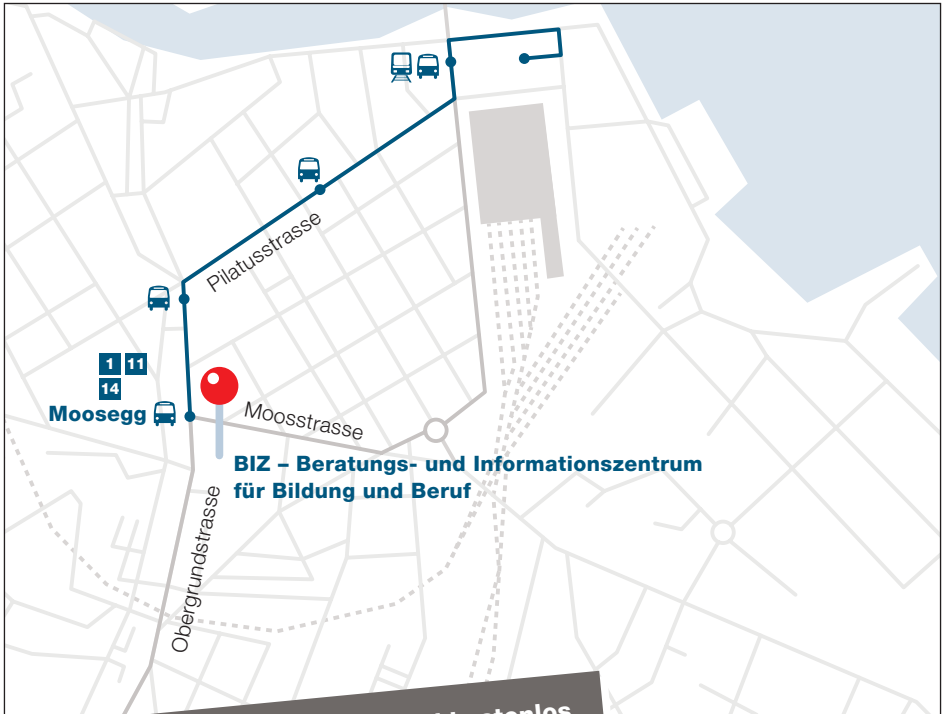 Pilatusstrasse
1 11
14
Moosegg
Moosstrasse
BIZ – Beratungs- und Informationszentrum
für Bildung und Beruf
Obergrundstrasse